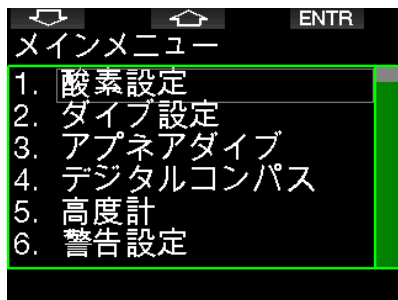 ENTR
メインメニュー
1. 酸素設定
2. ダイブ設定
3. アプネアダイブ
4. デジタルコンパス
5. 高度計
6. 警告設定